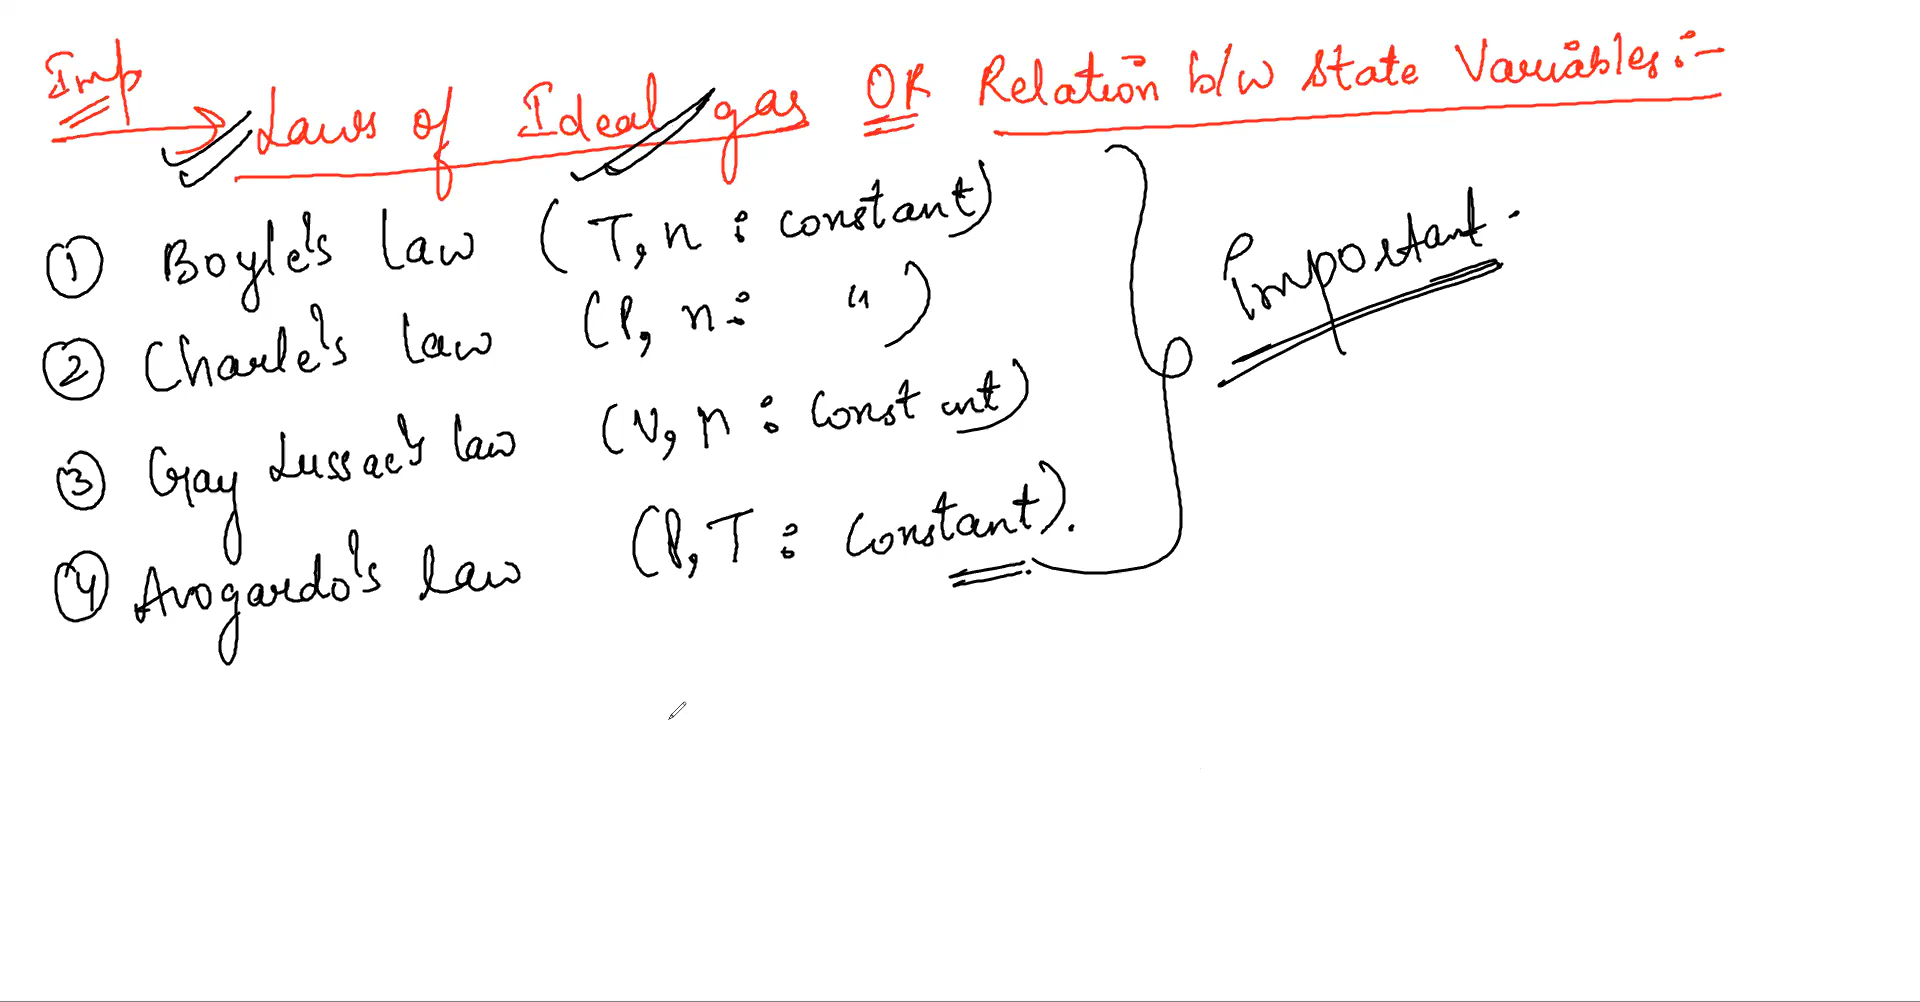 Imp
Laws of Ideal gas OR Relation b/w State Variables:-
① Boyle's law (T, n : constant)
② Charle's law (P, n : ")
③ Gay Lussac's law (V, n : constant)
④ Avogardo's law (P, T : constant).
Important.